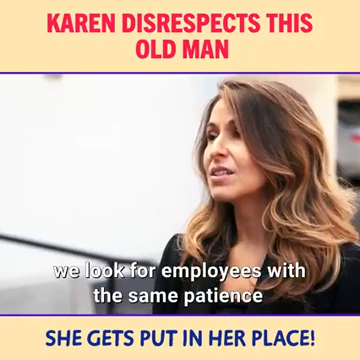 KAREN DISRESPECTS THIS
OLD MAN
we look for employees with
the same patience
SHE GETS PUT IN HER PLACE!